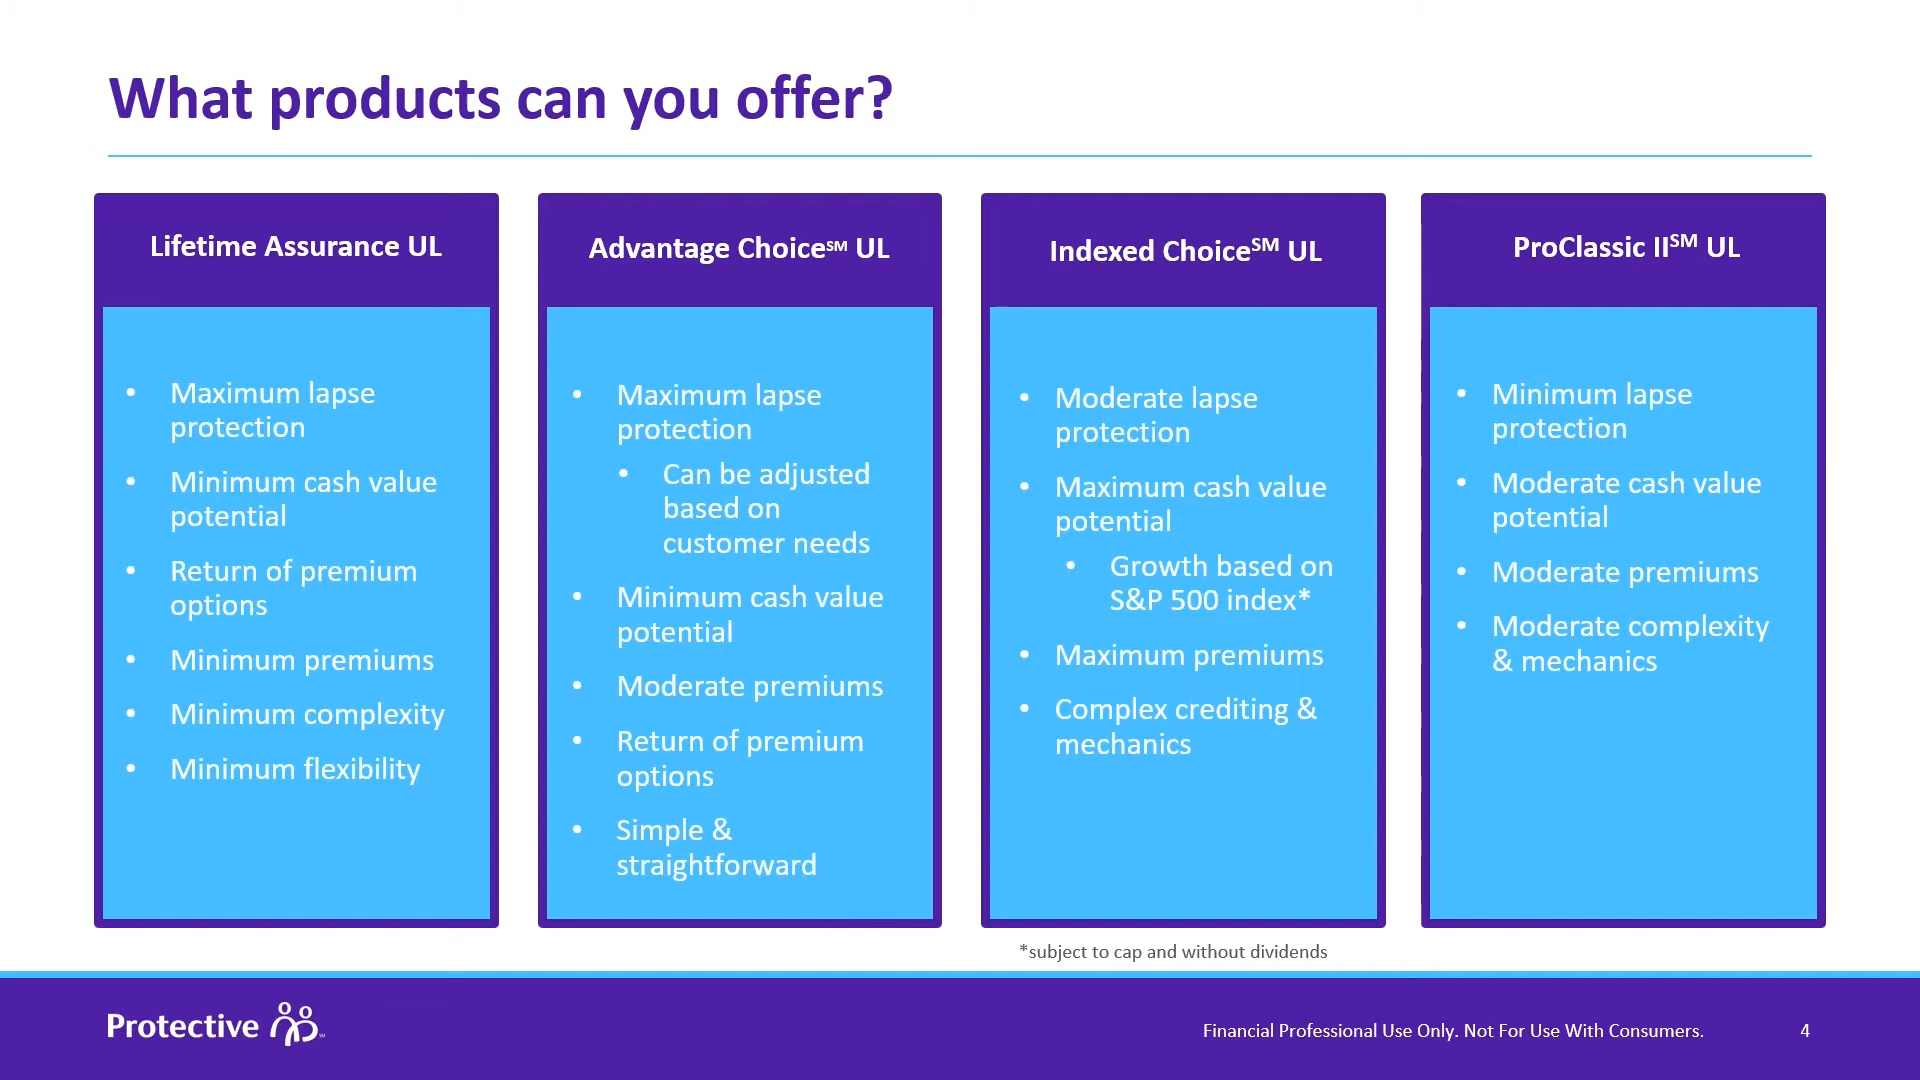 What products can you offer?
Lifetime Assurance UL
• Maximum lapse
protection
• Minimum cash value
potential
• Return of premium
options
• Minimum premiums
• Minimum complexity
• Minimum flexibility
Advantage Choice℠ UL
• Maximum lapse
protection
• Can be adjusted
based on
customer needs
• Minimum cash value
potential
• Moderate premiums
• Return of premium
options
• Simple &
straightforward
Indexed Choice℠ UL
• Moderate lapse
protection
• Maximum cash value
potential
• Growth based on
S&P 500 index*
• Maximum premiums
• Complex crediting &
mechanics
ProClassic II℠ UL
• Minimum lapse
protection
• Moderate cash value
potential
• Moderate premiums
• Moderate complexity
& mechanics
*subject to cap and without dividends
Protective
Financial Professional Use Only. Not For Use With Consumers.
4